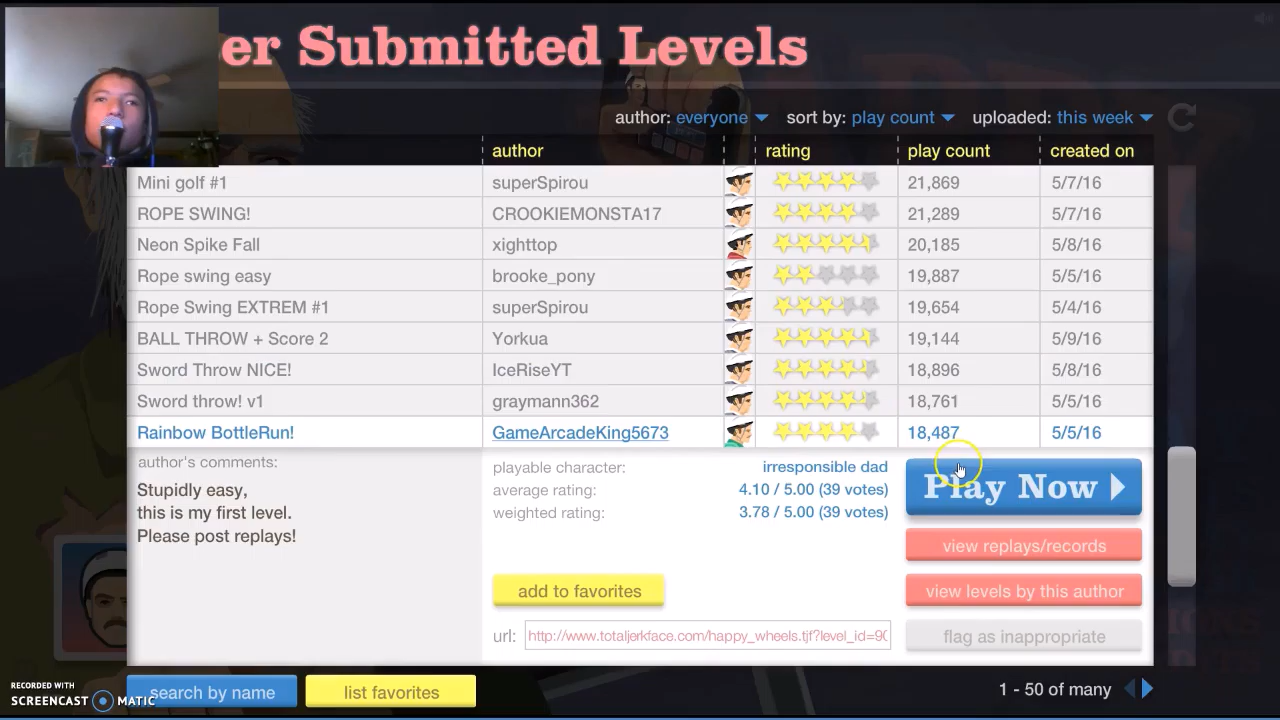 er Submitted Levels
author: everyone sort by: play count uploaded: this week
author rating play count created on
Mini golf #1 superSpirou 21,869 5/7/16
ROPE SWING! CROOKIEMONSTA17 21,289 5/7/16
Neon Spike Fall xighttop 20,185 5/8/16
Rope swing easy brooke_pony 19,887 5/5/16
Rope Swing EXTREM #1 superSpirou 19,654 5/4/16
BALL THROW + Score 2 Yorkua 19,144 5/9/16
Sword Throw NICE! IceRiseYT 18,896 5/8/16
Sword throw! v1 graymann362 18,761 5/5/16
Rainbow BottleRun! GameArcadeKing5673 18,487 5/5/16
author's comments:
Stupidly easy,
this is my first level.
Please post replays!
playable character: irresponsible dad
average rating: 4.10 / 5.00 (39 votes)
weighted rating: 3.78 / 5.00 (39 votes)
Play Now
view replays/records
add to favorites
view levels by this author
url: http://www.totaljerkface.com/happy_wheels.tjf?level_id=90
flag as inappropriate
search by name
list favorites
1 - 50 of many
RECORDED WITH
SCREENCAST MATIC